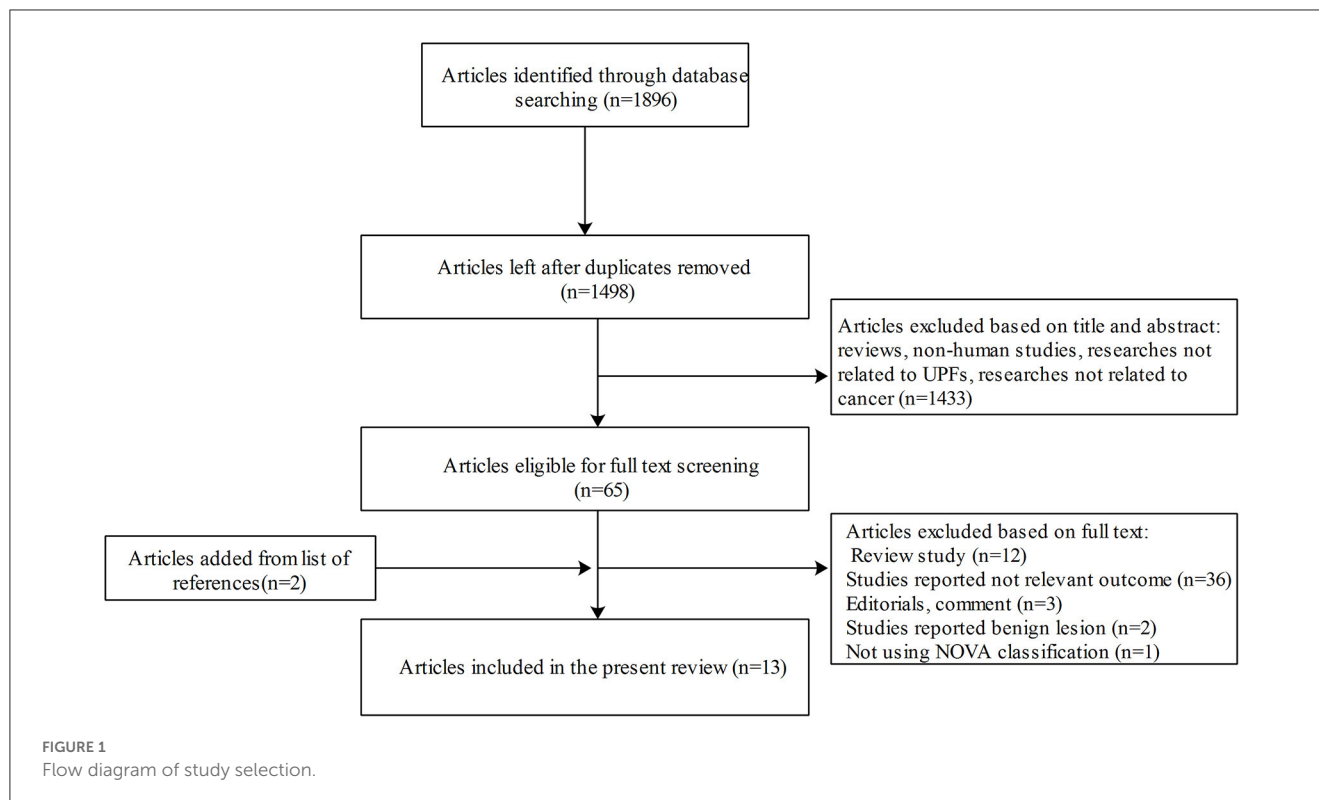 Articles identified through database
searching (n=1896)
Articles left after duplicates removed
(n=1498)
Articles excluded based on title and abstract:
reviews, non-human studies, researches not
related to UPFs, researches not related to
cancer (n=1433)
Articles eligible for full text screening
(n=65)
Articles added from list of
references(n=2)
Articles excluded based on full text:
Review study (n=12)
Studies reported not relevant outcome (n=36)
Editorials, comment (n=3)
Studies reported benign lesion (n=2)
Not using NOVA classification (n=1)
Articles included in the present review (n=13)
FIGURE 1
Flow diagram of study selection.